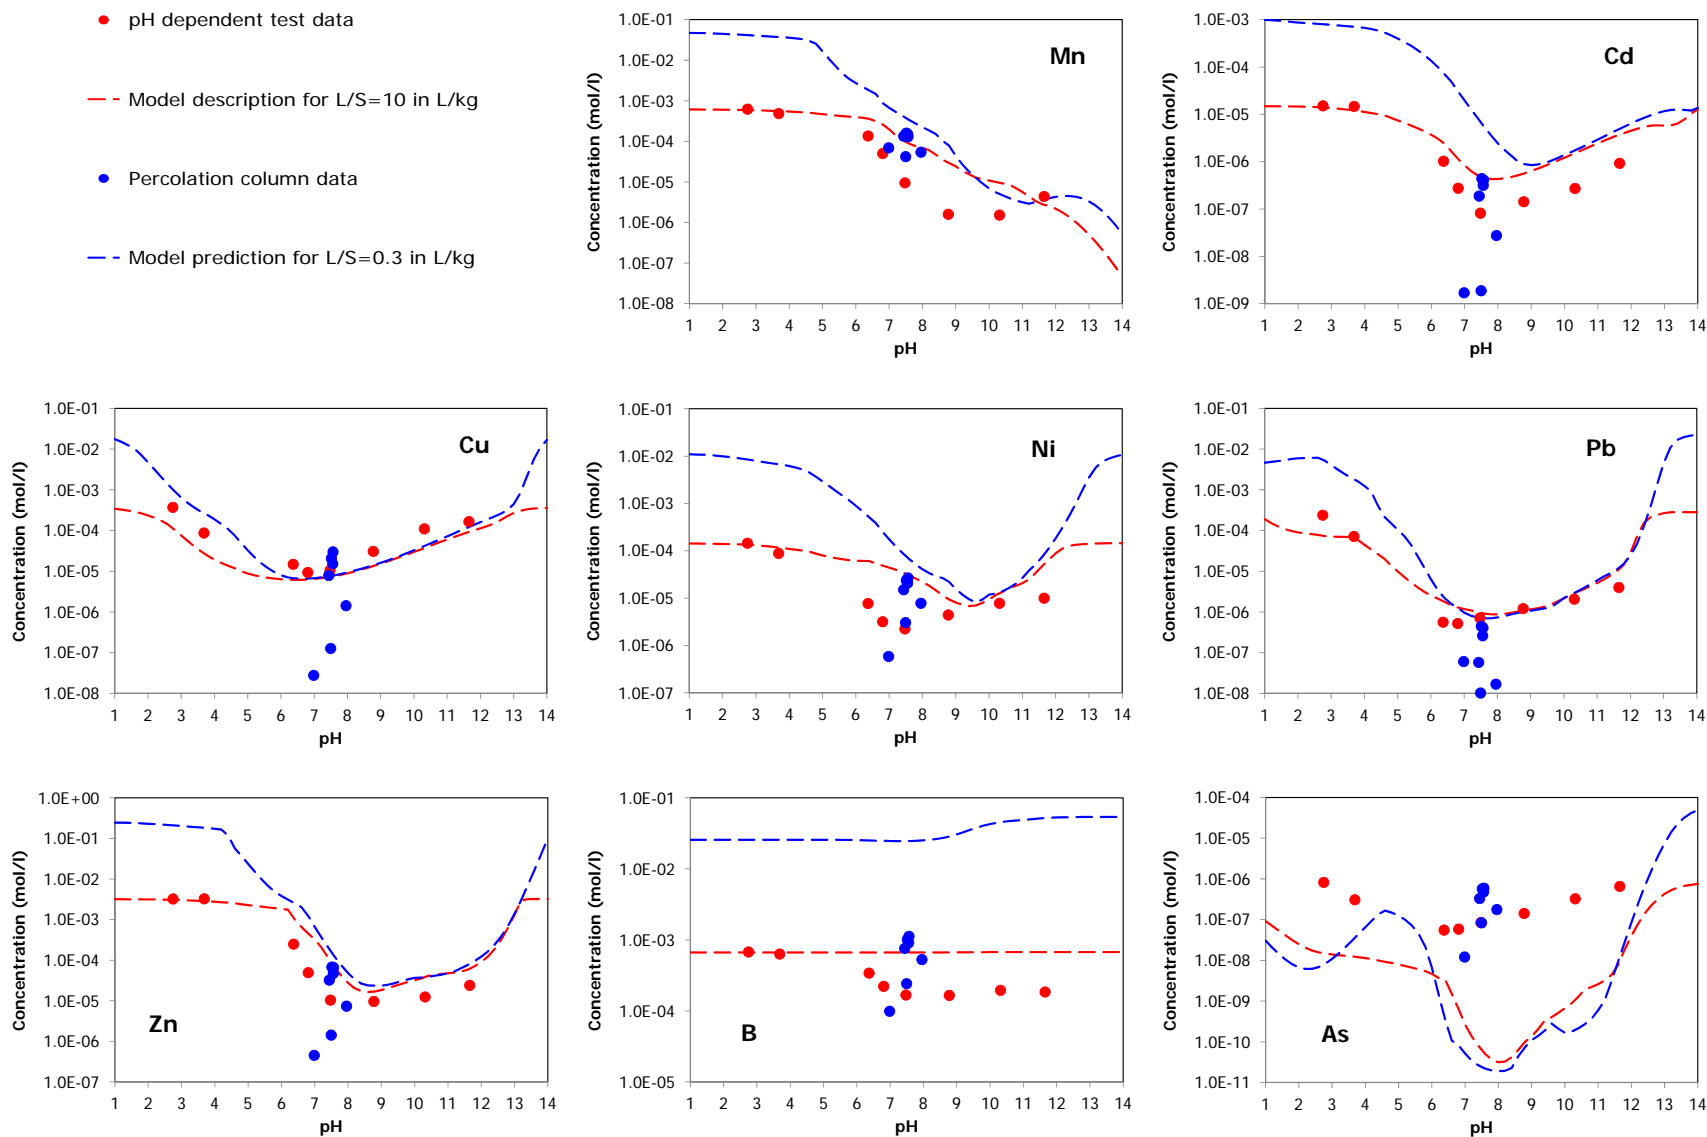 pH dependent test data
Model description for L/S=10 in L/kg
Percolation column data
Model prediction for L/S=0.3 in L/kg
Mn
Concentration (mol/l)
1.0E-01
1.0E-02
1.0E-03
1.0E-04
1.0E-05
1.0E-06
1.0E-07
1.0E-08
1 2 3 4 5 6 7 8 9 10 11 12 13 14
pH
Cd
Concentration (mol/l)
1.0E-03
1.0E-04
1.0E-05
1.0E-06
1.0E-07
1.0E-08
1.0E-09
1 2 3 4 5 6 7 8 9 10 11 12 13 14
pH
Cu
Concentration (mol/l)
1.0E-01
1.0E-02
1.0E-03
1.0E-04
1.0E-05
1.0E-06
1.0E-07
1.0E-08
1 2 3 4 5 6 7 8 9 10 11 12 13 14
pH
Ni
Concentration (mol/l)
1.0E-01
1.0E-02
1.0E-03
1.0E-04
1.0E-05
1.0E-06
1.0E-07
1 2 3 4 5 6 7 8 9 10 11 12 13 14
pH
Pb
Concentration (mol/l)
1.0E-01
1.0E-02
1.0E-03
1.0E-04
1.0E-05
1.0E-06
1.0E-07
1.0E-08
1 2 3 4 5 6 7 8 9 10 11 12 13 14
pH
Zn
Concentration (mol/l)
1.0E+00
1.0E-01
1.0E-02
1.0E-03
1.0E-04
1.0E-05
1.0E-06
1.0E-07
1 2 3 4 5 6 7 8 9 10 11 12 13 14
pH
B
Concentration (mol/l)
1.0E-01
1.0E-02
1.0E-03
1.0E-04
1.0E-05
1 2 3 4 5 6 7 8 9 10 11 12 13 14
pH
As
Concentration (mol/l)
1.0E-04
1.0E-05
1.0E-06
1.0E-07
1.0E-08
1.0E-09
1.0E-10
1.0E-11
1 2 3 4 5 6 7 8 9 10 11 12 13 14
pH